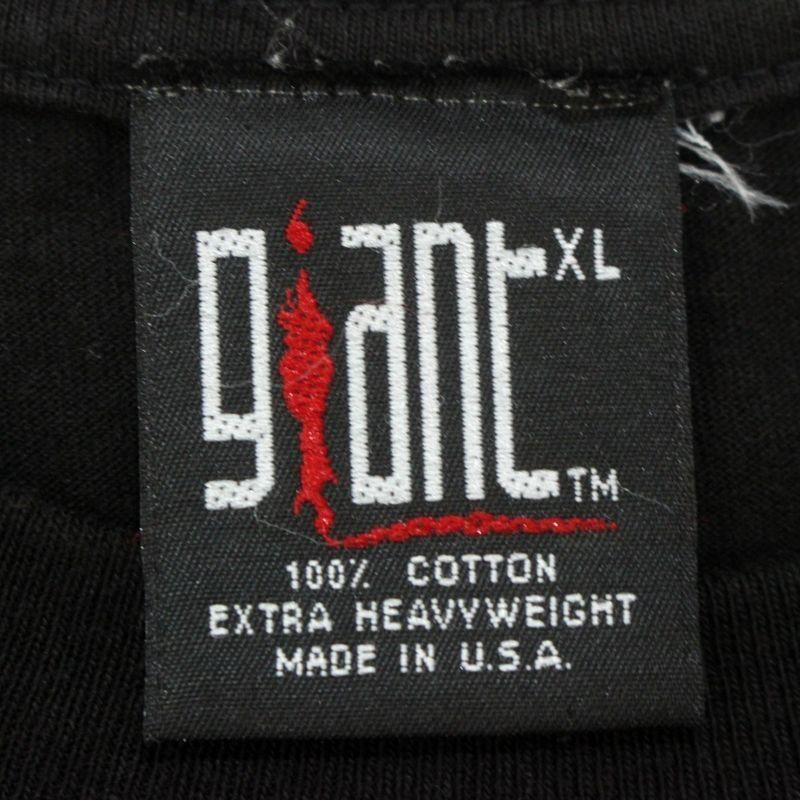 giant XL
TM
100% COTTON
EXTRA HEAVYWEIGHT
MADE IN U.S.A.